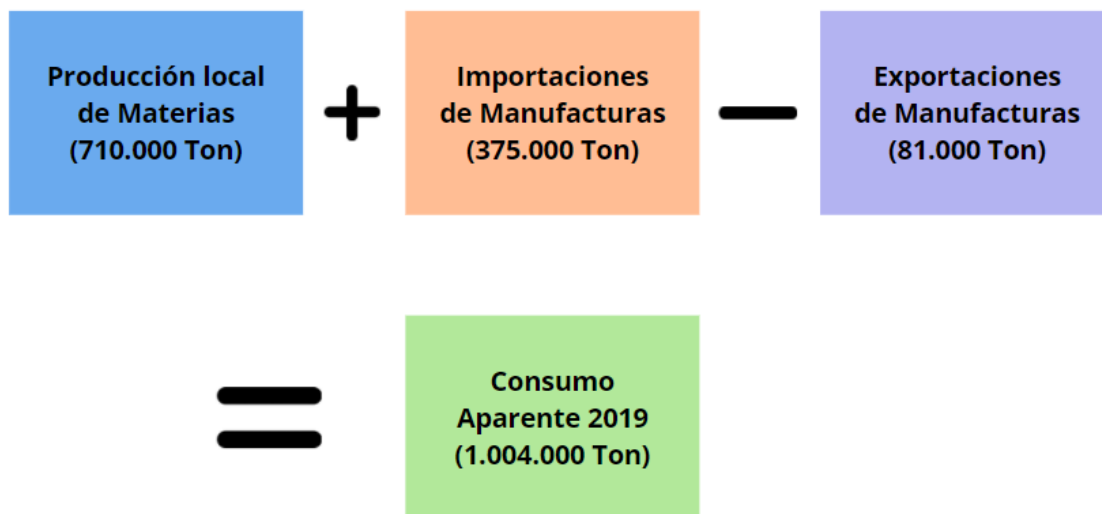 Producción local
de Materias
(710.000 Ton)
+
Importaciones
de Manufacturas
(375.000 Ton)
−
Exportaciones
de Manufacturas
(81.000 Ton)
=
Consumo
Aparente 2019
(1.004.000 Ton)